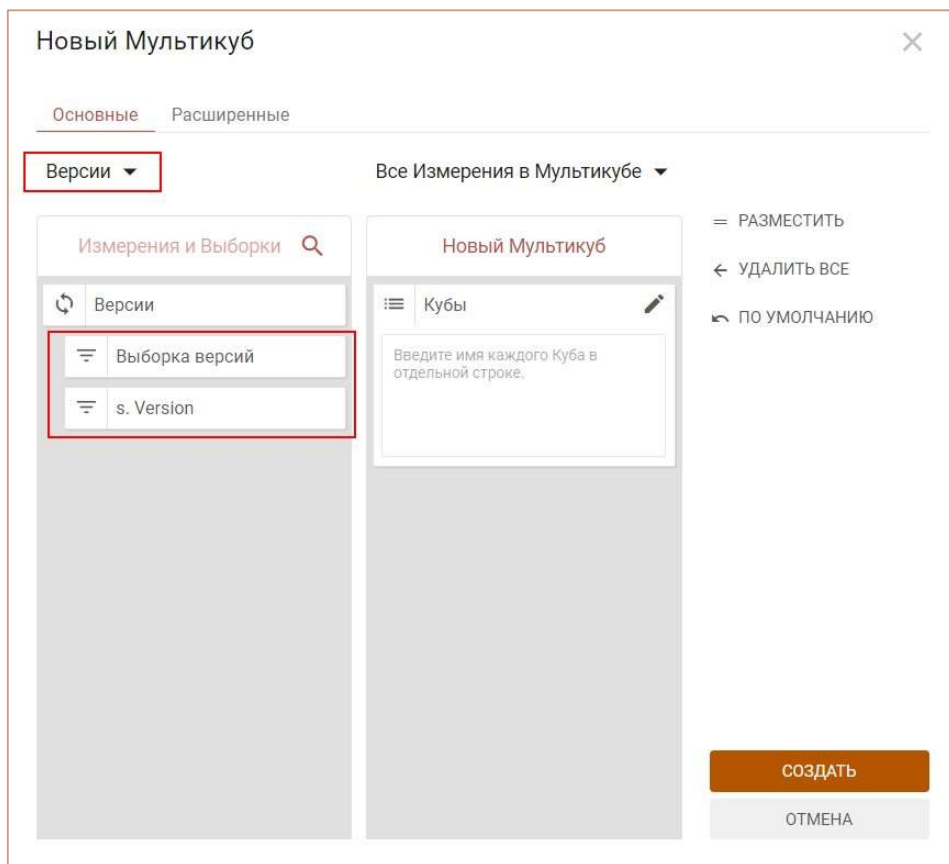 Новый Мультикуб
Основные Расширенные
Версии
Все Измерения в Мультикубе
Измерения и Выборки
Версии
Выборка версий
s. Version
Новый Мультикуб
Кубы
Введите имя каждого Куба в
отдельной строке.
РАЗМЕСТИТЬ
УДАЛИТЬ ВСЕ
ПО УМОЛЧАНИЮ
СОЗДАТЬ
ОТМЕНА